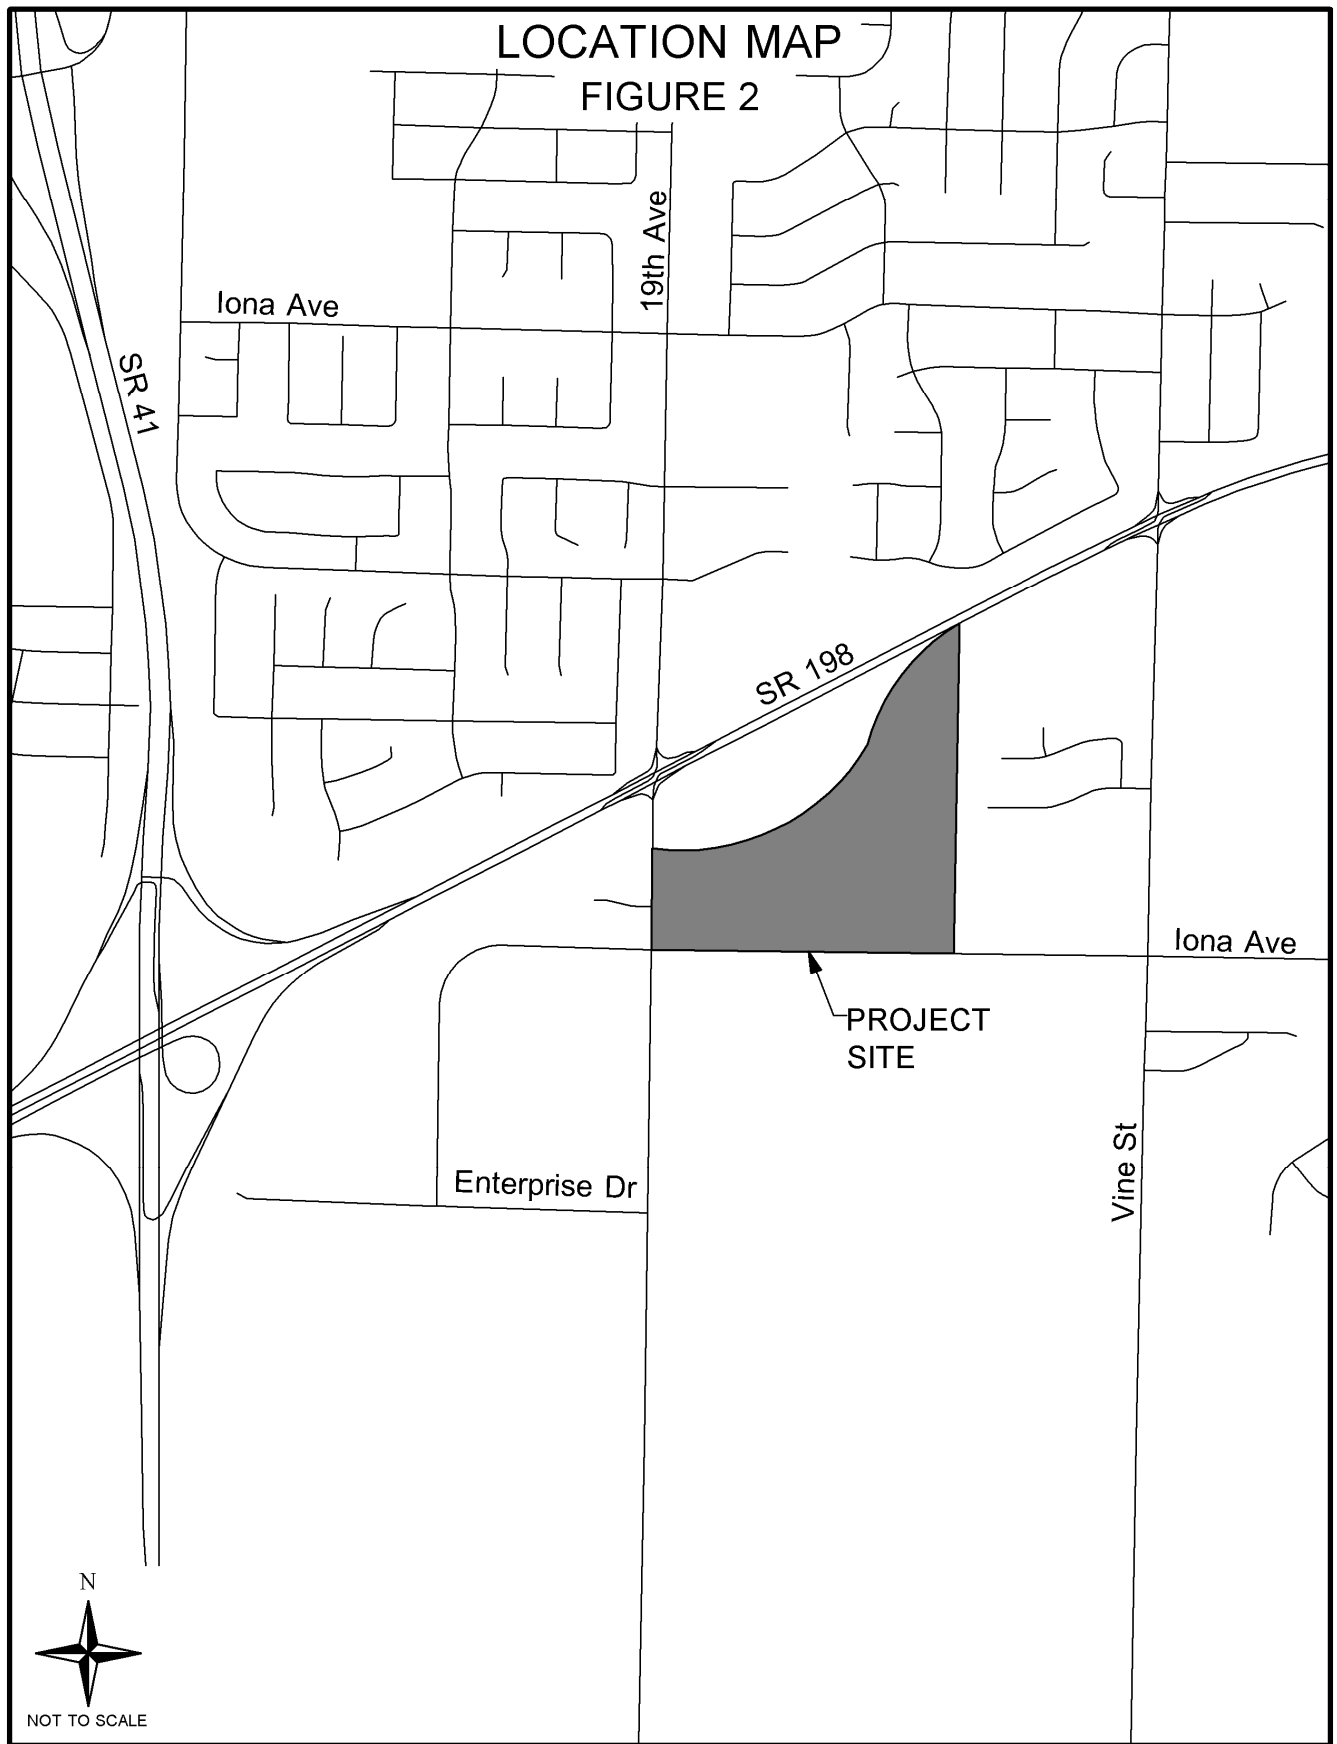 LOCATION MAP
FIGURE 2
19th Ave
Iona Ave
SR 41
SR 198
Iona Ave
PROJECT
SITE
Vine St
Enterprise Dr
N
NOT TO SCALE